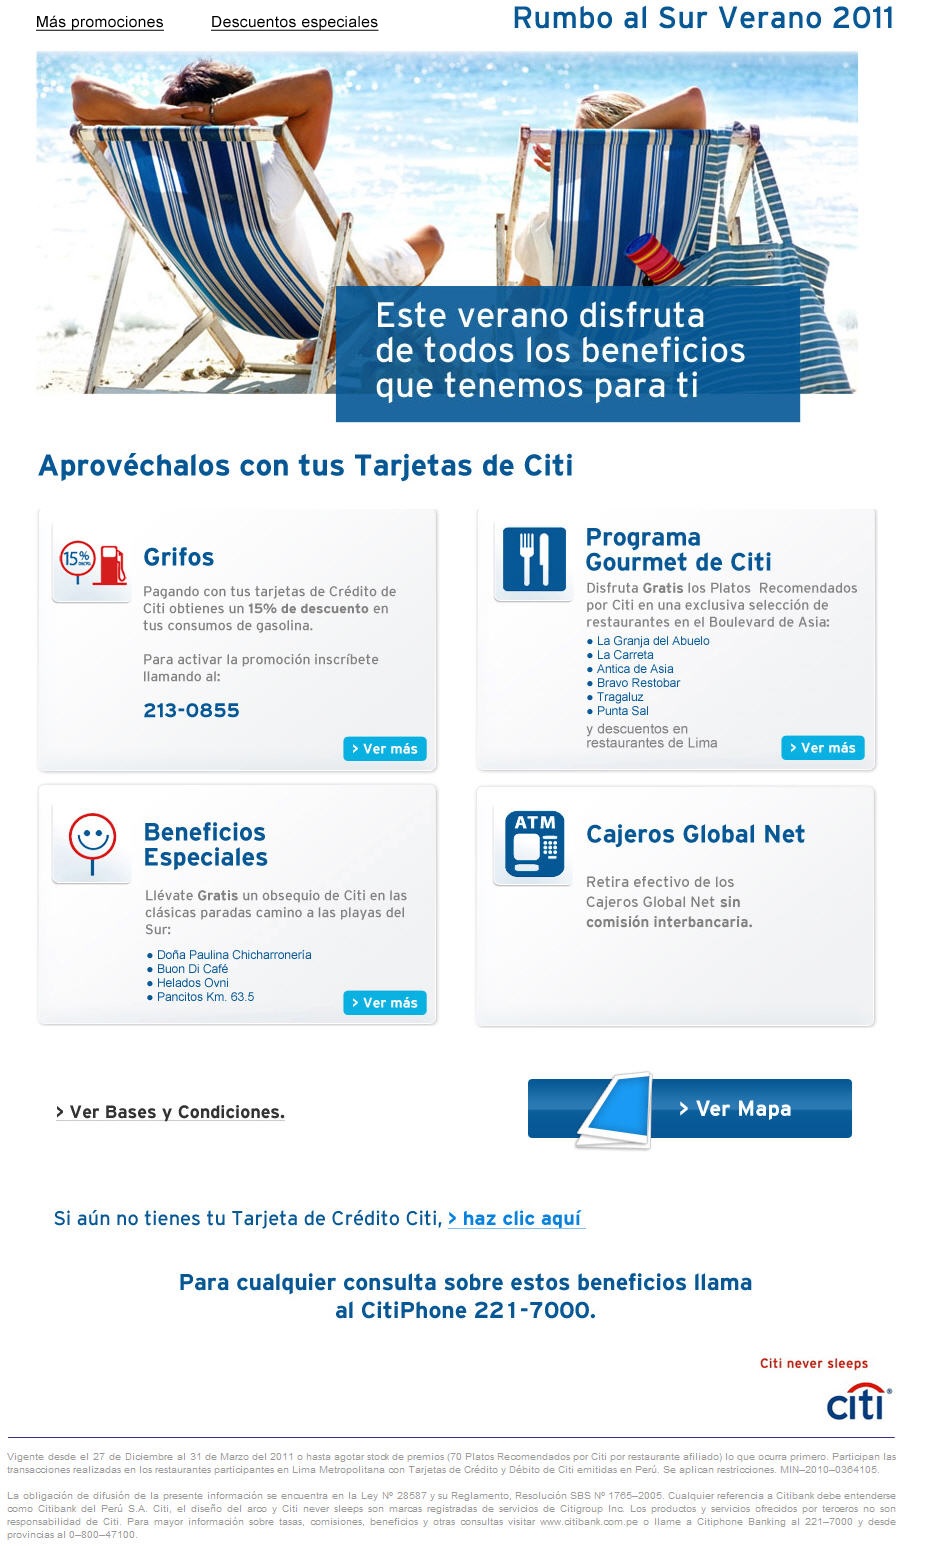 Más promociones
Descuentos especiales
Rumbo al Sur Verano 2011
Este verano disfruta
de todos los beneficios
que tenemos para ti
Aprovéchalos con tus Tarjetas de Citi
15%
Grifos
Pagando con tus tarjetas de Crédito de
Citi obtienes un 15% de descuento en
tus consumos de gasolina.
Para activar la promoción inscríbete
llamando al:
213-0855
> Ver más
Programa
Gourmet de Citi
Disfruta Gratis los Platos Recomendados
por Citi en una exclusiva selección de
restaurantes en el Boulevard de Asia:
● La Granja del Abuelo
● La Carreta
● Antica de Asia
● Bravo Restobar
● Tragaluz
● Punta Sal
y descuentos en
restaurantes de Lima
> Ver más
Beneficios
Especiales
Llévate Gratis un obsequio de Citi en las
clásicas paradas camino a las playas del
Sur:
● Doña Paulina Chicharronería
● Buon Di Café
● Helados Ovni
● Pancitos Km. 63.5
> Ver más
ATM
Cajeros Global Net
Retira efectivo de los
Cajeros Global Net sin
comisión interbancaria.
> Ver Bases y Condiciones.
> Ver Mapa
Si aún no tienes tu Tarjeta de Crédito Citi, > haz clic aquí
Para cualquier consulta sobre estos beneficios llama
al CitiPhone 221-7000.
Citi never sleeps
citi®
Vigente desde el 27 de Diciembre al 31 de Marzo del 2011 o hasta agotar stock de premios (70 Platos Recomendados por Citi por restaurante afiliado) lo que ocurra primero. Participan las
transacciones realizadas en los restaurantes participantes en Lima Metropolitana con Tarjetas de Crédito y Débito de Citi emitidas en Perú. Se aplican restricciones. MIN–2010–0364105.
La obligación de difusión de la presente información se encuentra en la Ley Nº 28587 y su Reglamento, Resolución SBS Nº 1765–2005. Cualquier referencia a Citibank debe entenderse
como Citibank del Perú S.A. Citi, el diseño del arco y Citi never sleeps son marcas registradas de servicios de Citigroup Inc. Los productos y servicios ofrecidos por terceros no son
responsabilidad de Citi. Para mayor información sobre tasas, comisiones, beneficios y otras consultas visitar www.citibank.com.pe o llame a Citiphone Banking al 221–7000 y desde
provincias al 0–800–47100.